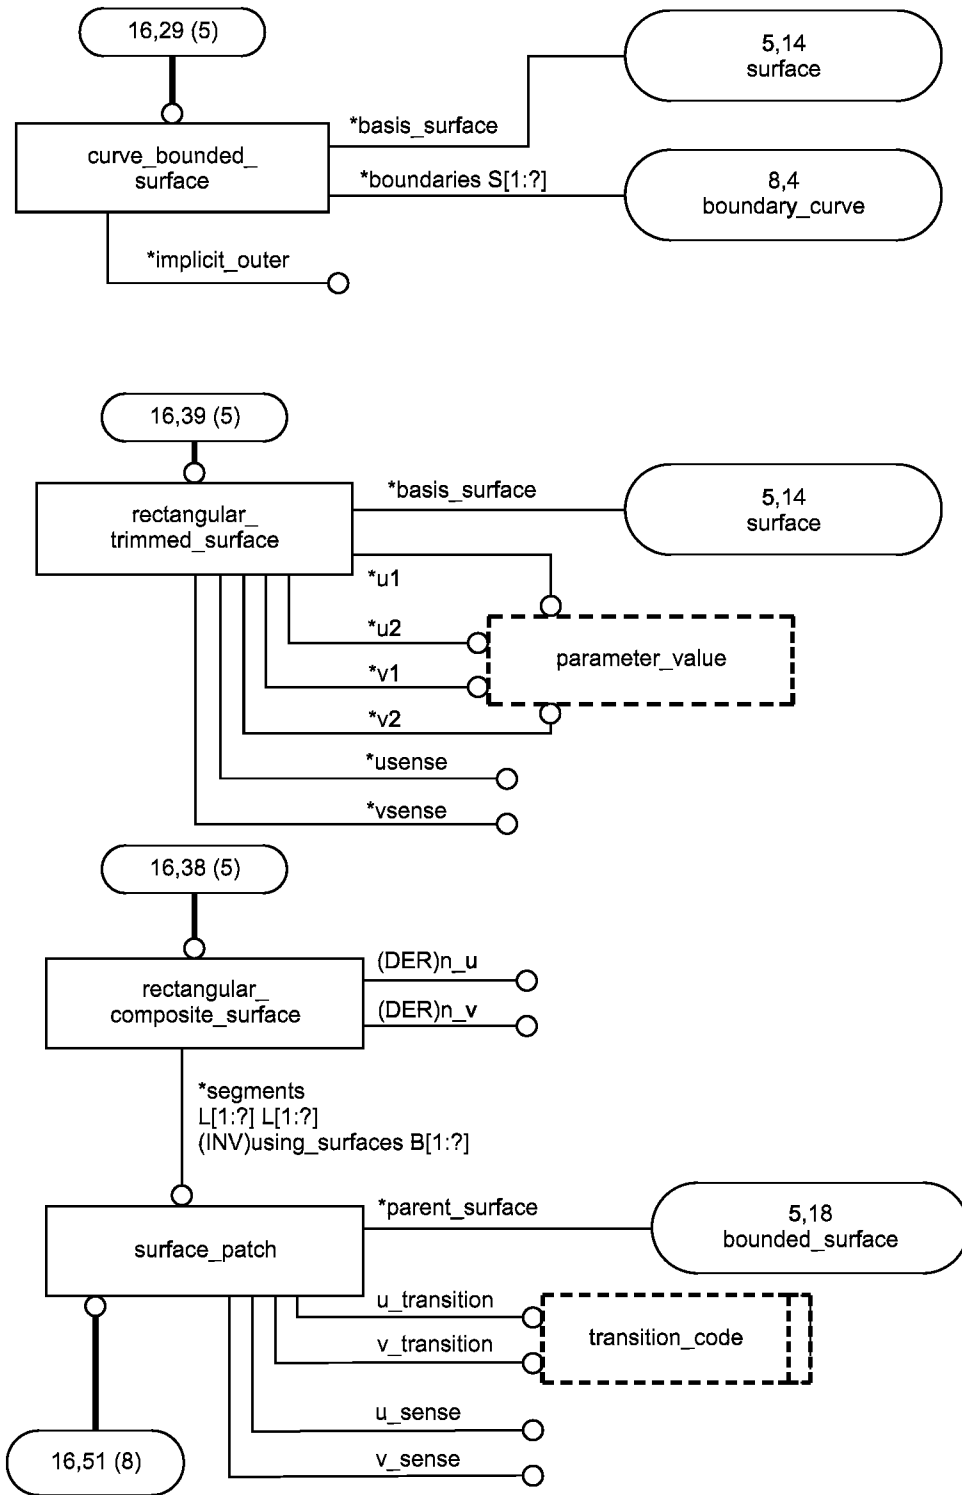 16,29 (5)
5,14
surface
*basis_surface
curve_bounded_
surface
*boundaries S[1:?]
8,4
boundary_curve
*implicit_outer
16,39 (5)
*basis_surface
5,14
surface
rectangular_
trimmed_surface
*u1
*u2
parameter_value
*v1
*v2
*usense
*vsense
16,38 (5)
(DER)n_u
rectangular_
composite_surface
(DER)n_v
*segments
L[1:?] L[1:?]
(INV)using_surfaces B[1:?]
*parent_surface
5,18
bounded_surface
surface_patch
u_transition
transition_code
v_transition
u_sense
v_sense
16,51 (8)